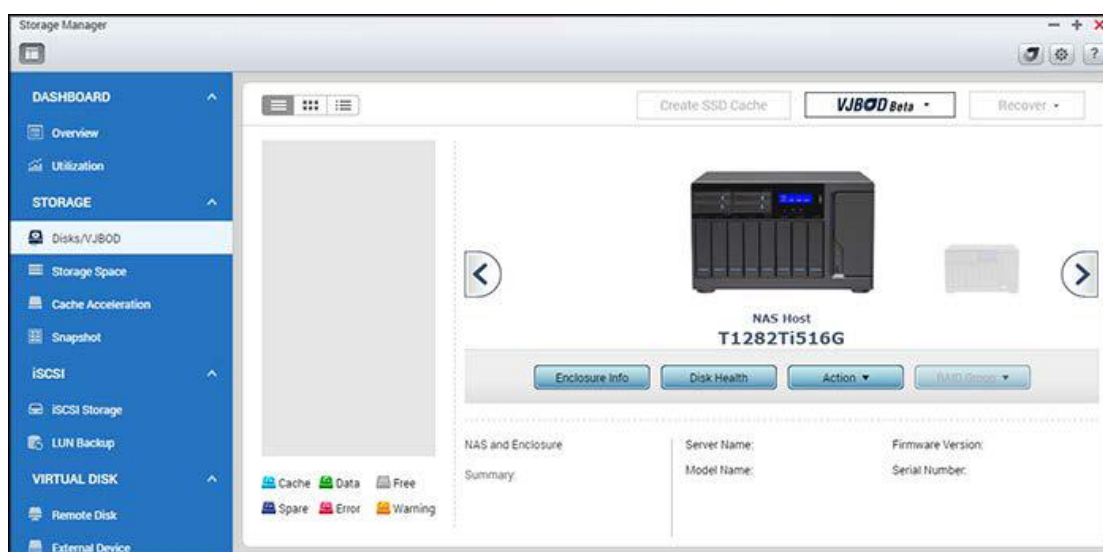 Storage Manager
DASHBOARD
Overview
Utilization
STORAGE
Disks/VJBOD
Storage Space
Cache Acceleration
Snapshot
iSCSI
iSCSI Storage
LUN Backup
VIRTUAL DISK
Remote Disk
External Device
Create SSD Cache
VJBOD Beta
Recover
NAS Host
T1282Ti516G
Enclosure Info
Disk Health
Action
RAID Group
Cache Data Free
Spare Error Warning
NAS and Enclosure
Summary:
Server Name:
Model Name:
Firmware Version:
Serial Number: